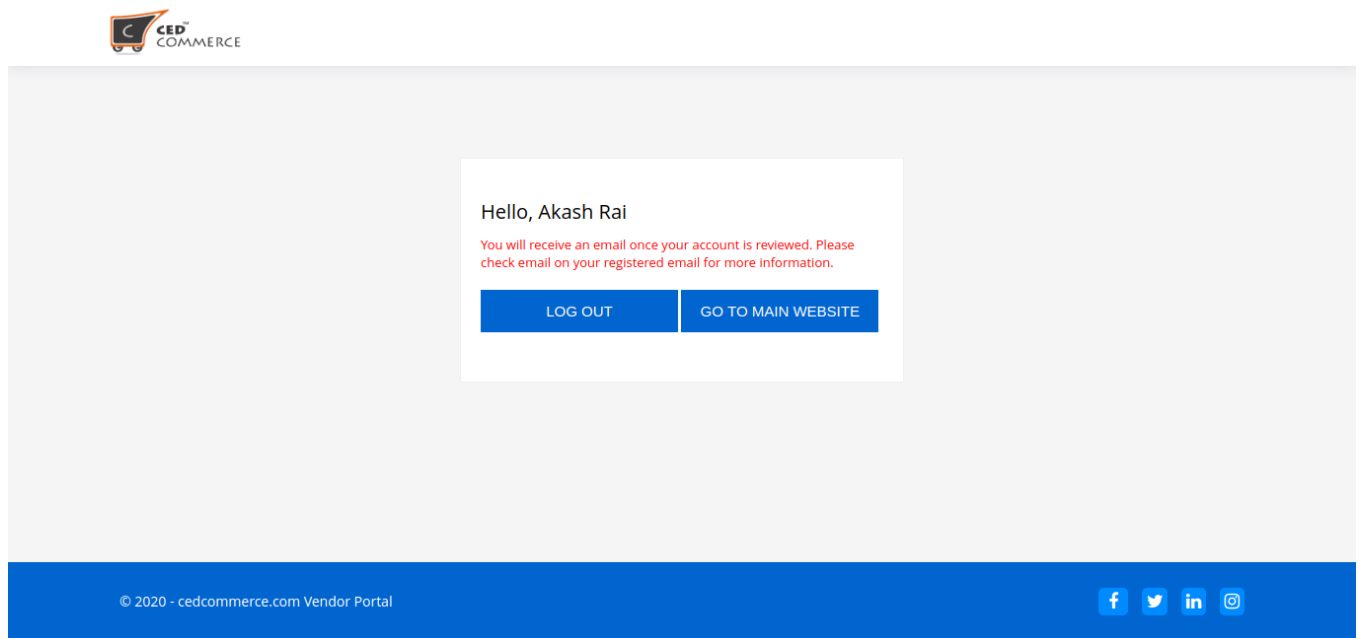 C CED™
COMMERCE
Hello, Akash Rai
You will receive an email once your account is reviewed. Please
check email on your registered email for more information.
LOG OUT GO TO MAIN WEBSITE
© 2020 - cedcommerce.com Vendor Portal